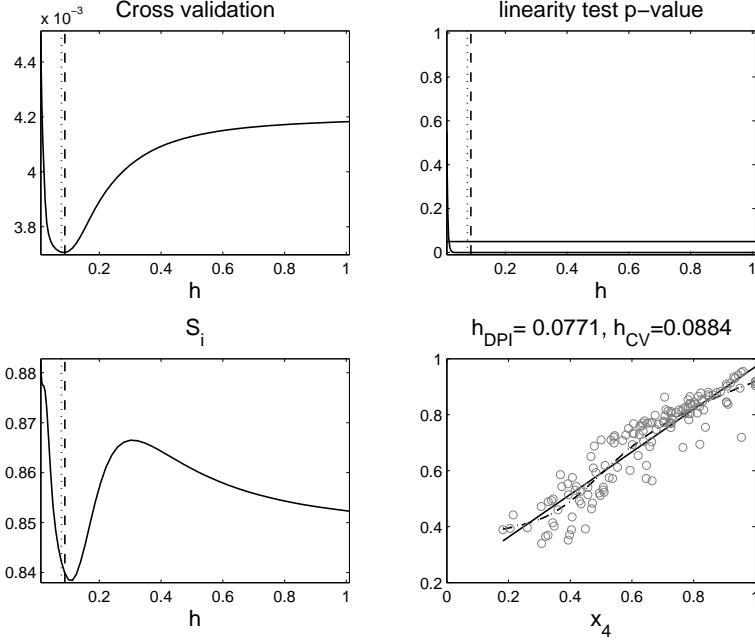 Cross validation
x 10⁻³
4.4
4.2
4
3.8
0.2 0.4 0.6 0.8 1
h
linearity test p−value
1
0.8
0.6
0.4
0.2
0
0.2 0.4 0.6 0.8 1
h
S_i
0.88
0.87
0.86
0.85
0.84
0.2 0.4 0.6 0.8 1
h
h_DPI= 0.0771, h_CV=0.0884
1
0.8
0.6
0.4
0.2
0 0.2 0.4 0.6 0.8 1
x_4